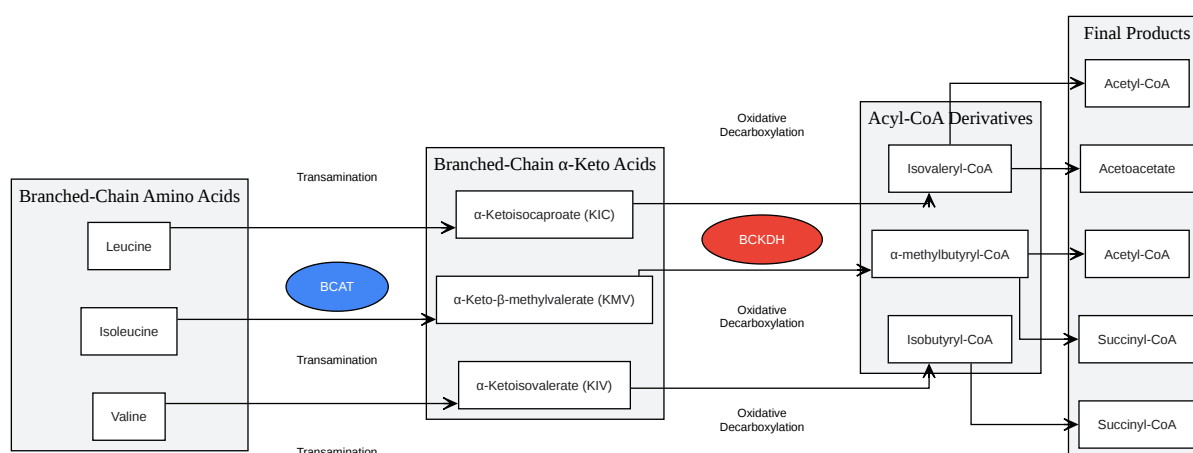 Final Products
Acetyl-CoA
Oxidative
Decarboxylation
Acyl-CoA Derivatives
Branched-Chain α-Keto Acids
Isovaleryl-CoA
Acetoacetate
Transamination
Branched-Chain Amino Acids
α-Ketoisocaproate (KIC)
Leucine
BCKDH
α-methylbutyryl-CoA
Acetyl-CoA
BCAT
α-Keto-β-methylvalerate (KMV)
Oxidative
Decarboxylation
Isoleucine
Isobutyryl-CoA
Succinyl-CoA
Transamination
α-Ketoisovalerate (KIV)
Valine
Oxidative
Decarboxylation
Succinyl-CoA
Transamination